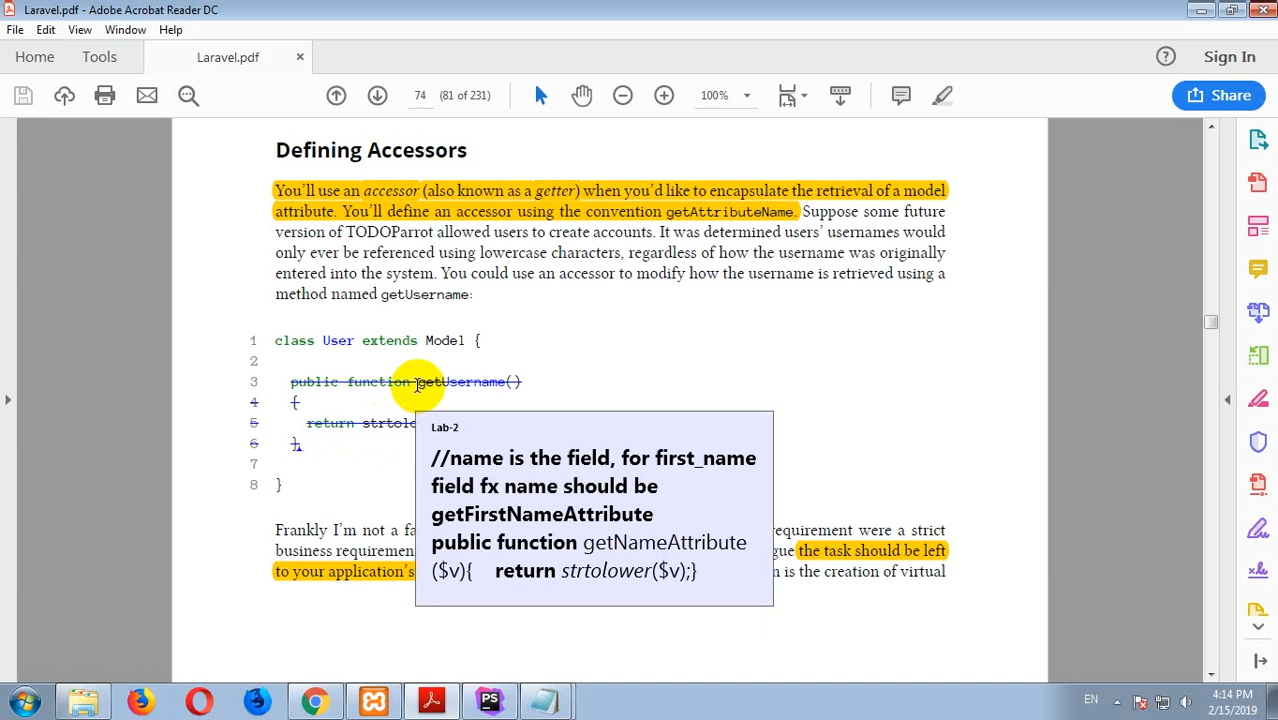 Laravel.pdf - Adobe Acrobat Reader DC
File Edit View Window Help
Home Tools Laravel.pdf × Sign In
74 (81 of 231) 100% Share
Defining Accessors
You’ll use an accessor (also known as a getter) when you’d like to encapsulate the retrieval of a model
attribute. You’ll define an accessor using the convention getAttributeName. Suppose some future
version of TODOParrot allowed users to create accounts. It was determined users’ usernames would
only ever be referenced using lowercase characters, regardless of how the username was originally
entered into the system. You could use an accessor to modify how the username is retrieved using a
method named getUsername:
1 class User extends Model {
2
3 public function getUsername()
4 {
5 return strtolo
6 }
7
8 }
Lab-2
//name is the field, for first_name
field fx name should be
getFirstNameAttribute
public function getNameAttribute
($v){ return strtolower($v);}
Frankly I’m not a fa requirement were a strict
business requirement gue the task should be left
to your application’s n is the creation of virtual
EN 4:14 PM
2/15/2019